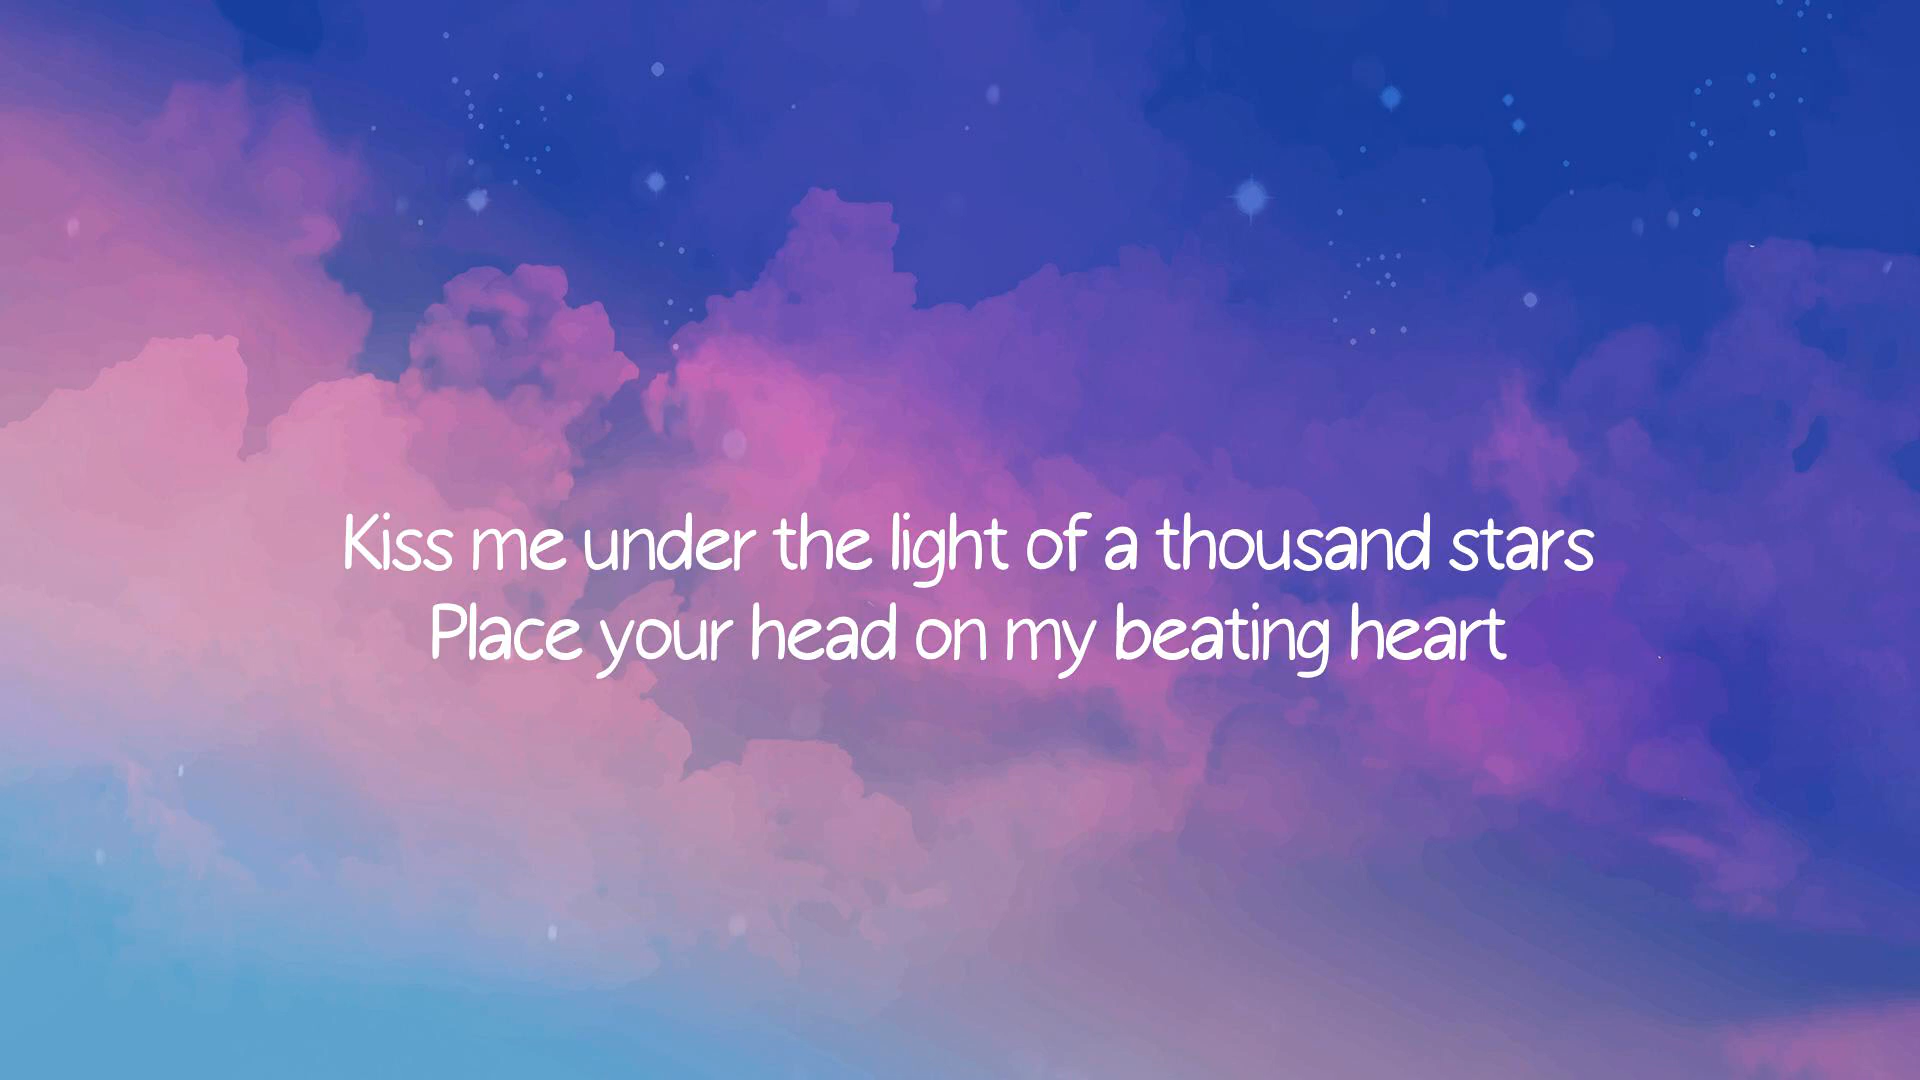 Kiss me under the light of a thousand stars
Place your head on my beating heart